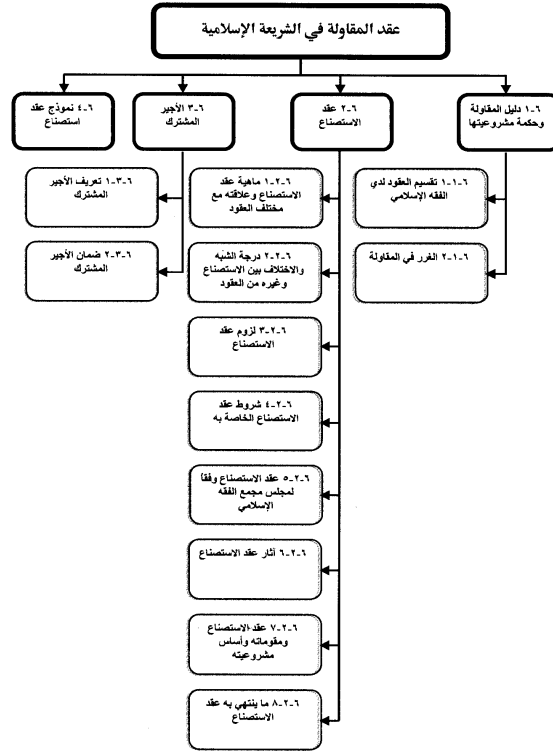 عقد المقاولة في الشريعة الإسلامية
٦-١ دليل المقاولة
وحكمة مشروعيتها
٦-٢ عقد
الاستصناع
٦-٣ الأجير
المشترك
٦-٤ نموذج عقد
استصناع
٦-١-١ تقسيم العقود لدي
الفقه الإسلامي
٦-١-٢ الغرر في المقاولة
٦-٢-١ ماهية عقد
الاستصناع وعلاقته مع
مختلف العقود
٦-٢-٢ درجة الشبه
والاختلاف بين الاستصناع
وغيره من العقود
٦-٢-٣ لزوم عقد
الاستصناع
٦-٢-٤ شروط عقد
الاستصناع الخاصة به
٦-٢-٥ عقد الاستصناع وفقاً
لمجلس مجمع الفقه
الإسلامي
٦-٢-٦ آثار عقد الاستصناع
٦-٢-٧ عقد الاستصناع
ومقوماته وأساس
مشروعيته
٦-٢-٨ ما ينتهي به عقد
الاستصناع
٦-٣-١ تعريف الأجير
المشترك
٦-٣-٢ ضمان الأجير
المشترك